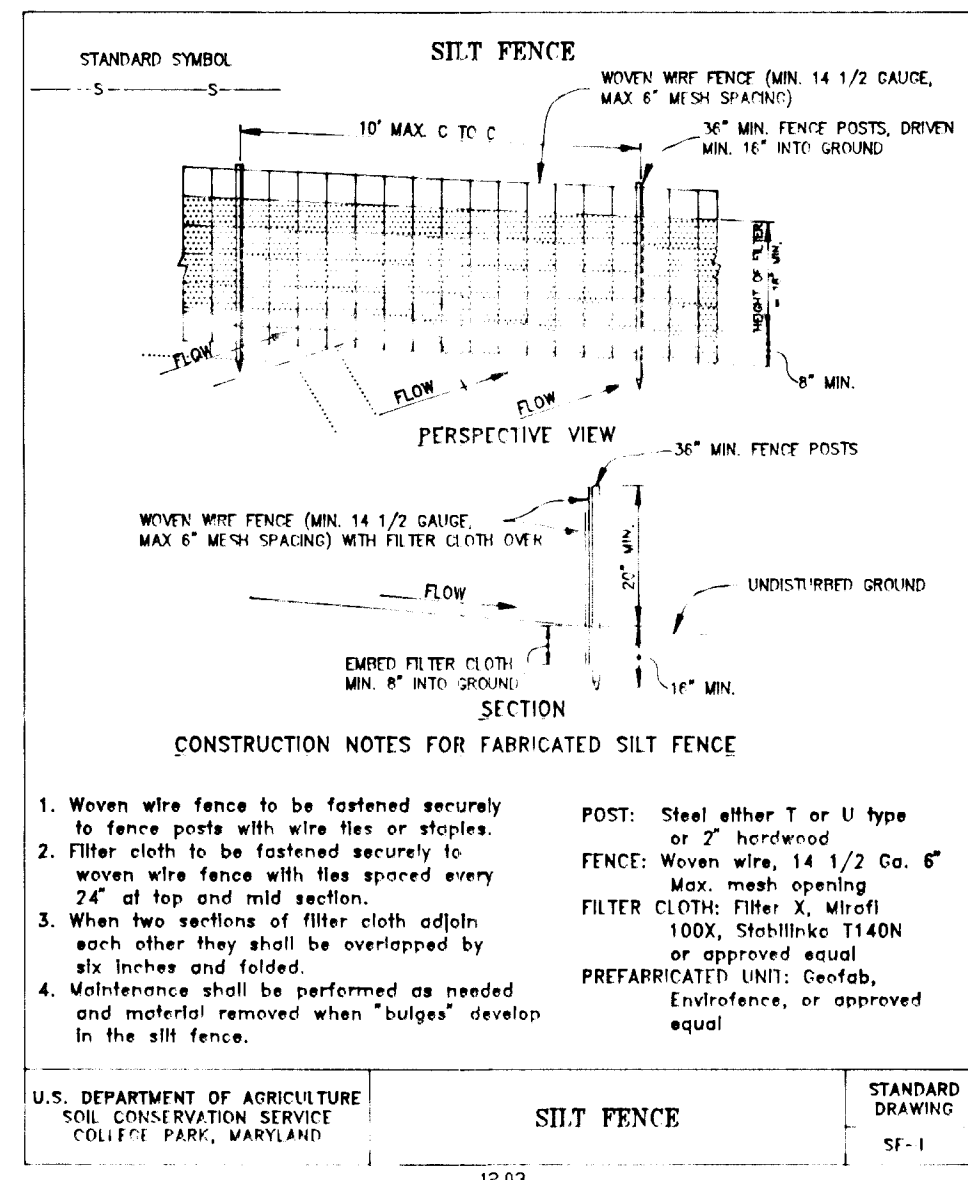 SILT FENCE
STANDARD SYMBOL
S S
WOVEN WIRE FENCE (MIN. 14 1/2 GAUGE,
MAX 6" MESH SPACING)
10' MAX. C TO C
36" MIN. FENCE POSTS, DRIVEN
MIN. 16" INTO GROUND
HEIGHT OF FILTER
MIN.
8" MIN.
FLOW
FLOW
FLOW
PERSPECTIVE VIEW
36" MIN. FENCE POSTS
WOVEN WIRE FENCE (MIN. 14 1/2 GAUGE,
MAX 6" MESH SPACING) WITH FILTER CLOTH OVER
20" MIN.
FLOW
UNDISTURBED GROUND
EMBED FILTER CLOTH
MIN. 8" INTO GROUND
16" MIN.
SECTION
CONSTRUCTION NOTES FOR FABRICATED SILT FENCE
1. Woven wire fence to be fastened securely
to fence posts with wire ties or staples.
2. Filter cloth to be fastened securely to
woven wire fence with ties spaced every
24" at top and mid section.
3. When two sections of filter cloth adjoin
each other they shall be overlapped by
six inches and folded.
4. Maintenance shall be performed as needed
and material removed when "bulges" develop
in the silt fence.
POST: Steel either T or U type
or 2" hardwood
FENCE: Woven wire, 14 1/2 Ga. 6"
Max. mesh opening
FILTER CLOTH: Filter X, Mirafi
100X, Stabilinka T140N
or approved equal
PREFABRICATED UNIT: Geofab,
Envirofence, or approved
equal
U.S. DEPARTMENT OF AGRICULTURE
SOIL CONSERVATION SERVICE
COLLEGE PARK, MARYLAND
SILT FENCE
STANDARD
DRAWING
SF-1